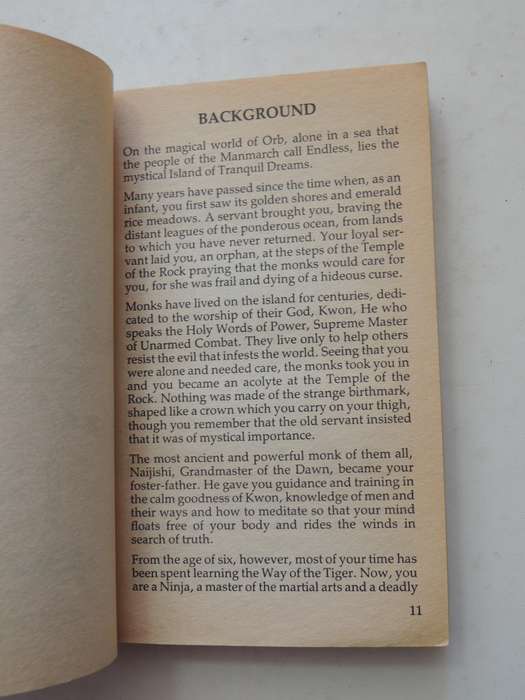 BACKGROUND
On the magical world of Orb, alone in a sea that
the people of the Manmarch call Endless, lies the
mystical Island of Tranquil Dreams.
Many years have passed since the time when, as an
infant, you first saw its golden shores and emerald
rice meadows. A servant brought you, braving the
distant leagues of the ponderous ocean, from lands
to which you have never returned. Your loyal ser-
vant laid you, an orphan, at the steps of the Temple
of the Rock praying that the monks would care for
you, for she was frail and dying of a hideous curse.
Monks have lived on the island for centuries, dedi-
cated to the worship of their God, Kwon, He who
speaks the Holy Words of Power, Supreme Master
of Unarmed Combat. They live only to help others
resist the evil that infests the world. Seeing that you
were alone and needed care, the monks took you in
and you became an acolyte at the Temple of the
Rock. Nothing was made of the strange birthmark,
shaped like a crown which you carry on your thigh,
though you remember that the old servant insisted
that it was of mystical importance.
The most ancient and powerful monk of them all,
Naijishi, Grandmaster of the Dawn, became your
foster-father. He gave you guidance and training in
the calm goodness of Kwon, knowledge of men and
their ways and how to meditate so that your mind
floats free of your body and rides the winds in
search of truth.
From the age of six, however, most of your time has
been spent learning the Way of the Tiger. Now, you
are a Ninja, a master of the martial arts and a deadly
11